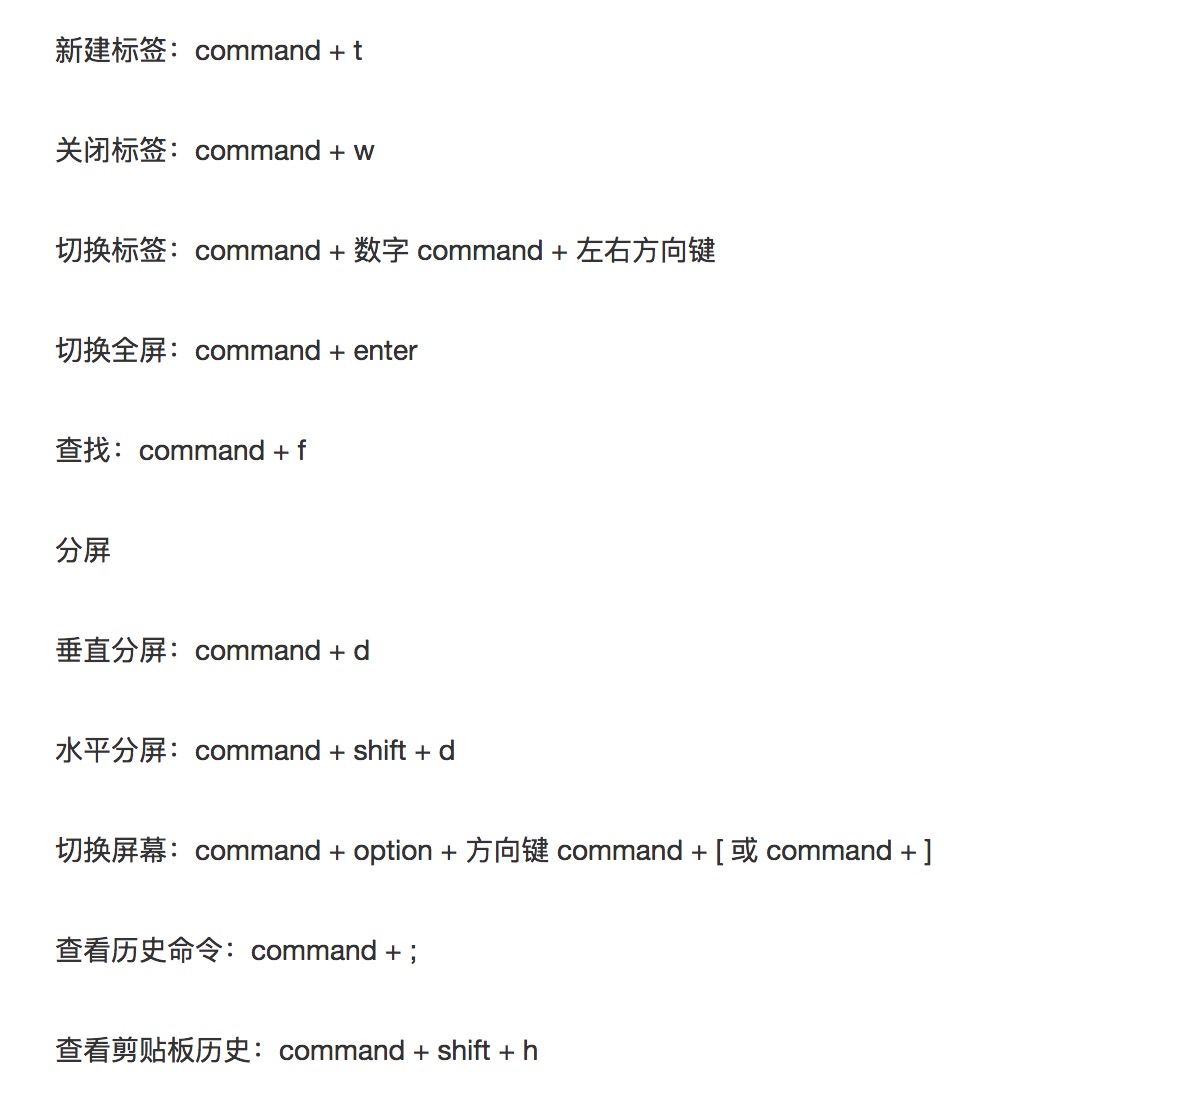 新建标签：command + t
关闭标签：command + w
切换标签：command + 数字 command + 左右方向键
切换全屏：command + enter
查找：command + f
分屏
垂直分屏：command + d
水平分屏：command + shift + d
切换屏幕：command + option + 方向键 command + [ 或 command + ]
查看历史命令：command + ;
查看剪贴板历史：command + shift + h